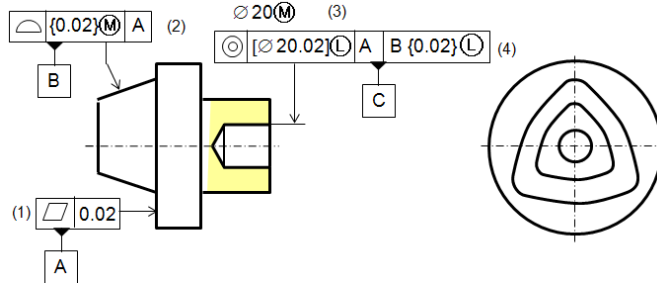 ⌀ 20Ⓜ (3)
⌓ {0.02}Ⓜ A (2)
◎ [⌀ 20.02]Ⓛ A B {0.02}Ⓛ (4)
B
C
(1) ⏥ 0.02
A